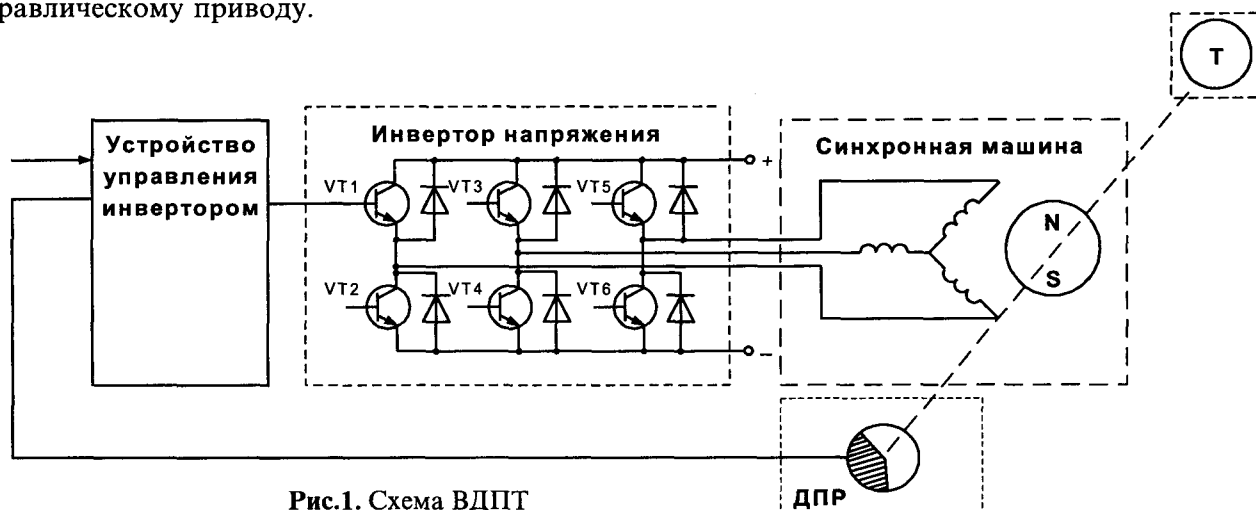 равлическому приводу.
Т
Устройство
управления
инвертором
Инвертор напряжения
Синхронная машина
+
VT1
VT3
VT5
N
S
VT2
VT4
VT6
–
ДПР
Рис.1. Схема ВДПТ